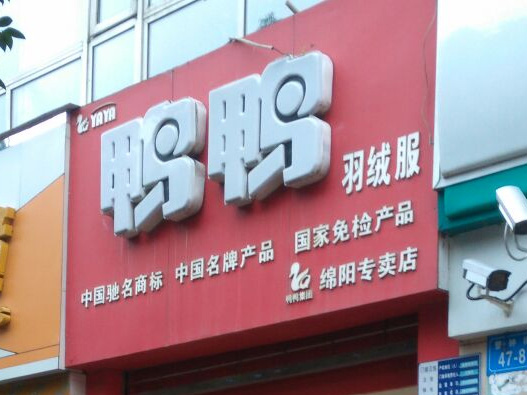 YAYA
鸭鸭
羽绒服
中国驰名商标 中国名牌产品 国家免检产品
鸭鸭集团 绵阳专卖店
47-8